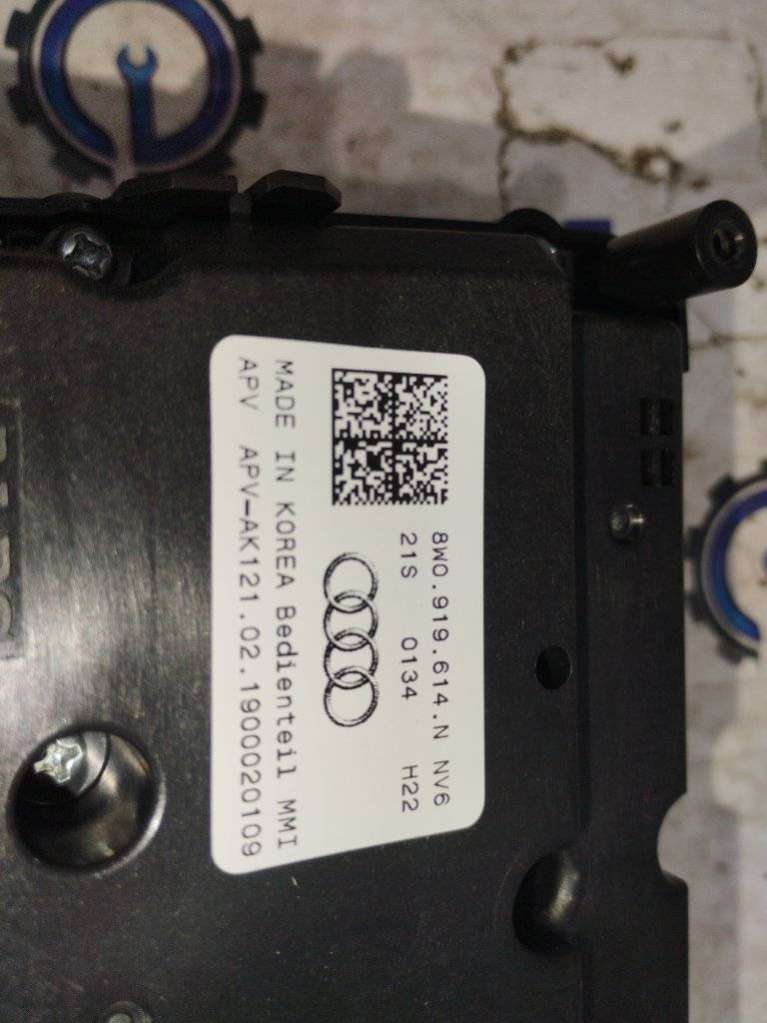 8W0.919.614.N NV6
21S 0134 H22
MADE IN KOREA Bedienteil MMI
APV APV-AK121.02.1900020109